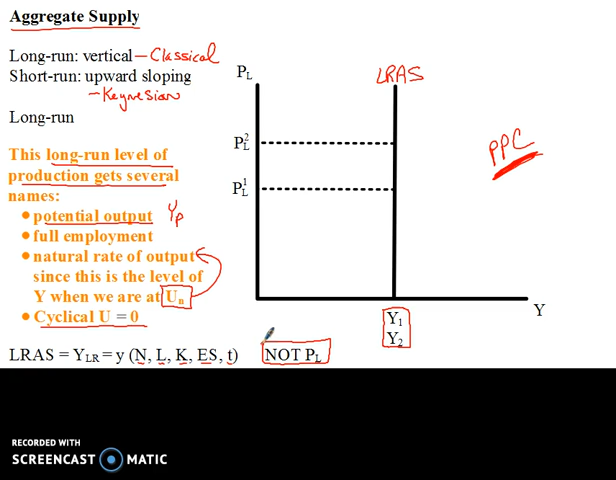 Aggregate Supply
Long-run: vertical – Classical
Short-run: upward sloping
– Keynesian
Long-run
This long-run level of
production gets several
names:
• potential output Yp
• full employment
• natural rate of output
since this is the level of
Y when we are at Un
• Cyclical U = 0
LRAS = YLR = y (N, L, K, ES, t) NOT PL
PL
LRAS
PL2
PL1
PPC
Y
Y1
Y2
RECORDED WITH
SCREENCAST MATIC